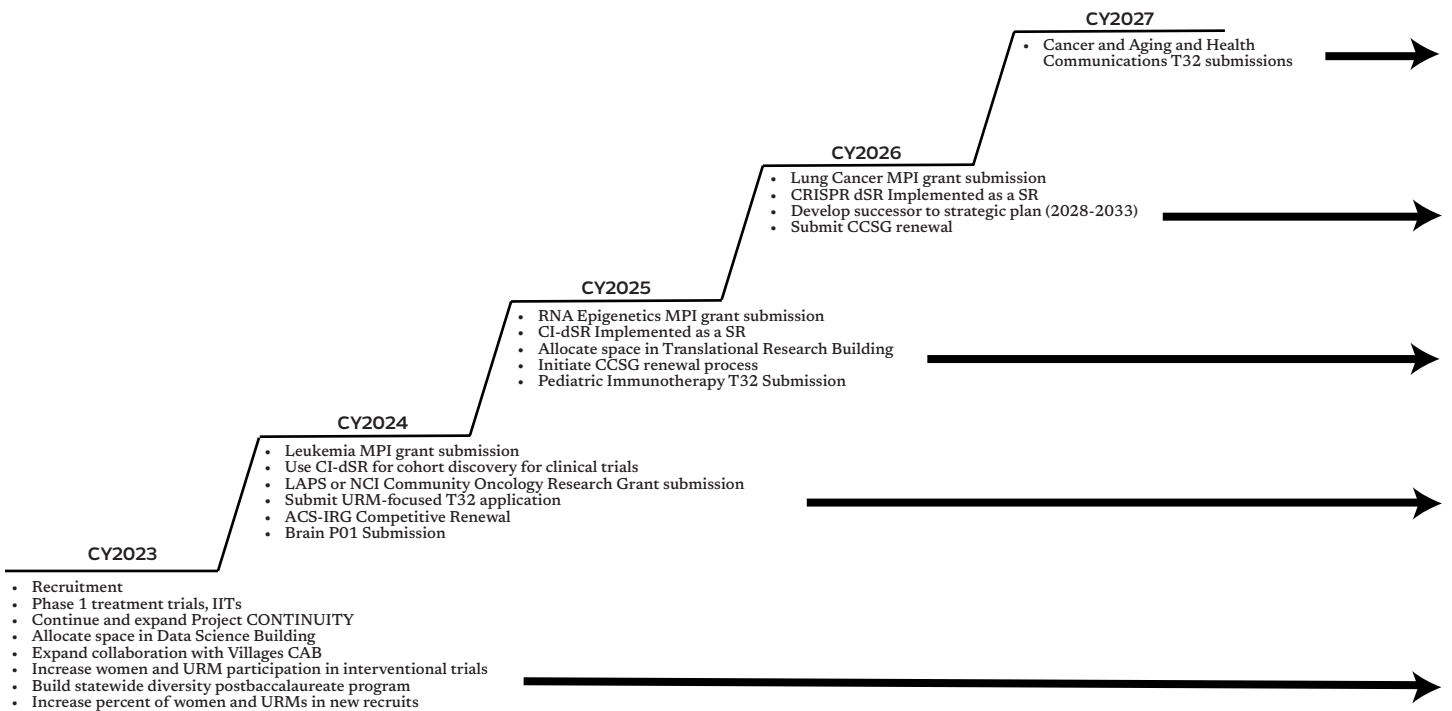 CY2027
• Cancer and Aging and Health
Communications T32 submissions
CY2026
• Lung Cancer MPI grant submission
• CRISPR dSR Implemented as a SR
• Develop successor to strategic plan (2028-2033)
• Submit CCSG renewal
CY2025
• RNA Epigenetics MPI grant submission
• CI-dSR Implemented as a SR
• Allocate space in Translational Research Building
• Initiate CCSG renewal process
• Pediatric Immunotherapy T32 Submission
CY2024
• Leukemia MPI grant submission
• Use CI-dSR for cohort discovery for clinical trials
• LAPS or NCI Community Oncology Research Grant submission
• Submit URM-focused T32 application
• ACS-IRG Competitive Renewal
• Brain P01 Submission
CY2023
• Recruitment
• Phase 1 treatment trials, IITs
• Continue and expand Project CONTINUITY
• Allocate space in Data Science Building
• Expand collaboration with Villages CAB
• Increase women and URM participation in interventional trials
• Build statewide diversity postbaccalaureate program
• Increase percent of women and URMs in new recruits